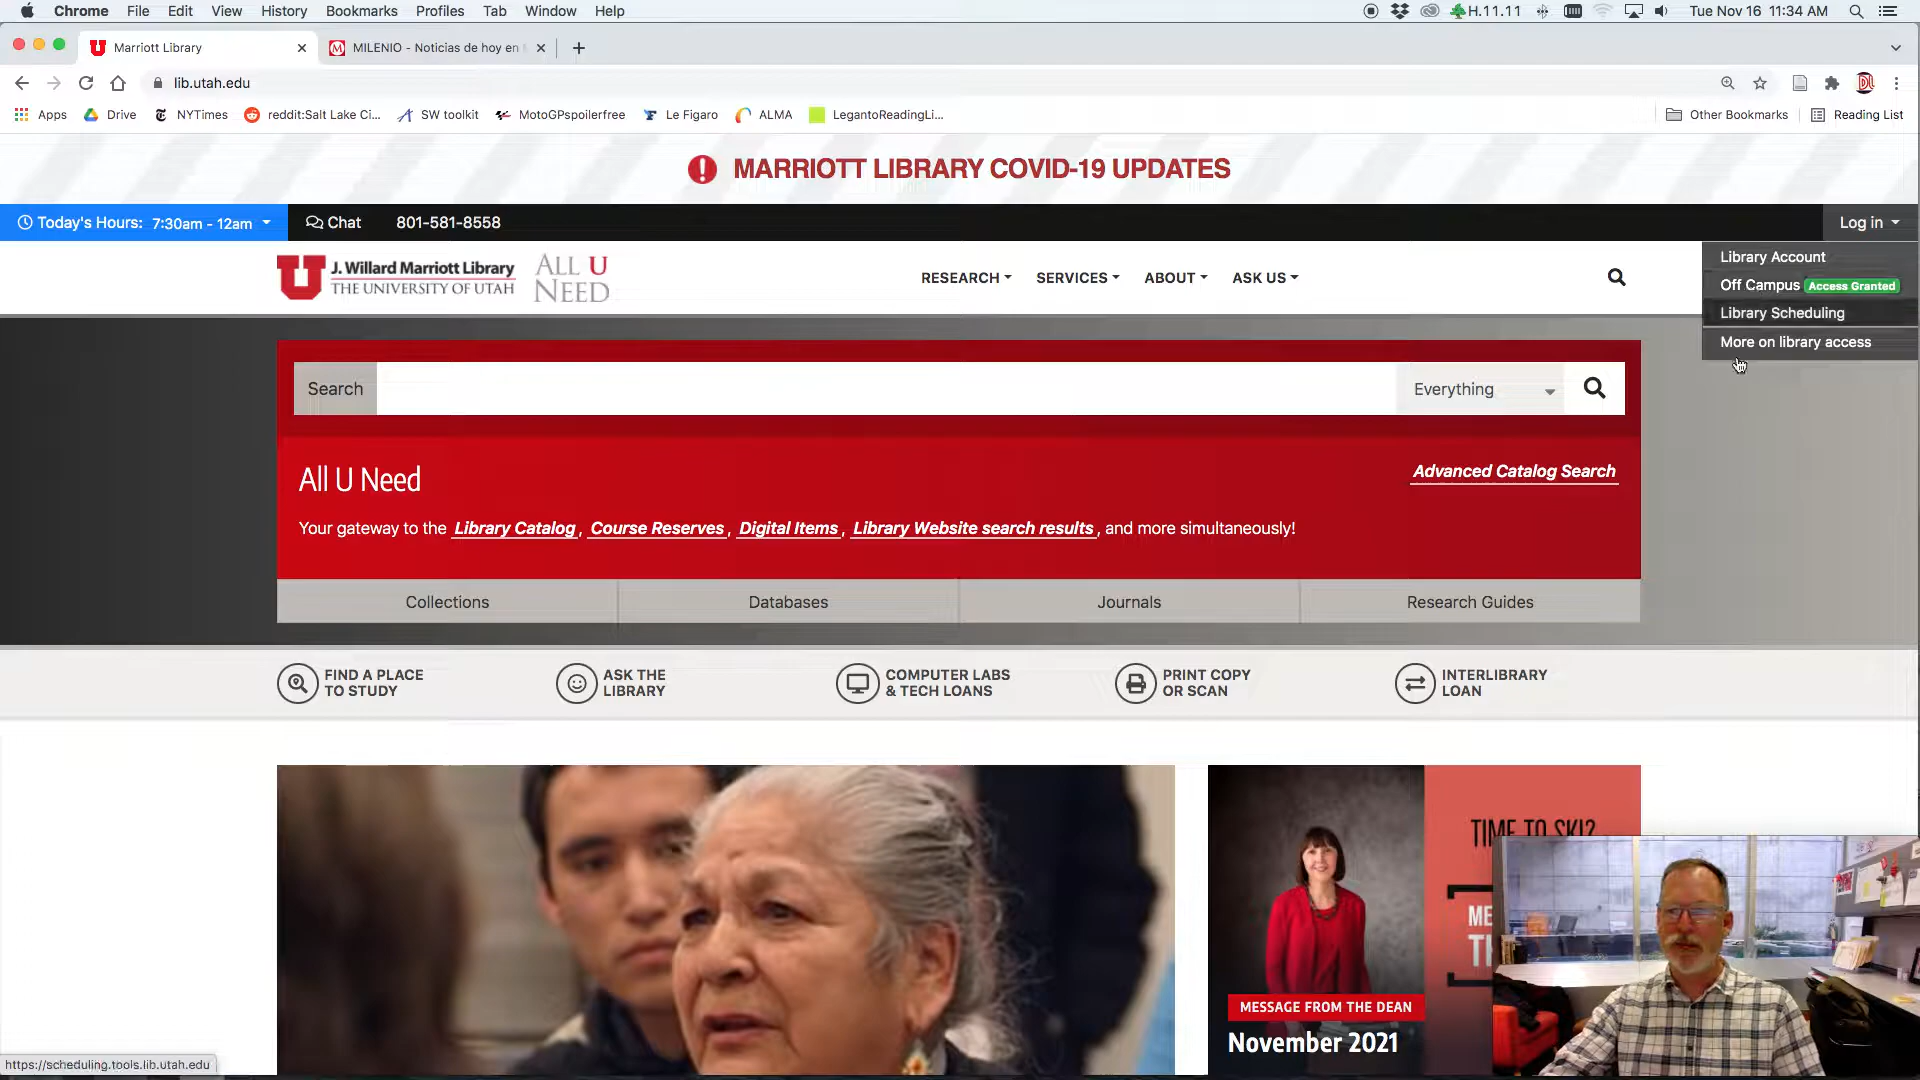 Chrome File Edit View History Bookmarks Profiles Tab Window Help H.11.11 Tue Nov 16 11:34 AM
Marriott Library MILENIO - Noticias de hoy en
lib.utah.edu
Apps Drive NYTimes reddit:Salt Lake Ci... SW toolkit MotoGPspoilerfree Le Figaro ALMA LegantoReadingLi... Other Bookmarks Reading List
MARRIOTT LIBRARY COVID-19 UPDATES
Today's Hours: 7:30am - 12am Chat 801-581-8558 Log in
Library Account
Off Campus Access Granted
Library Scheduling
More on library access
J. Willard Marriott Library
THE UNIVERSITY OF UTAH
ALL U
NEED
RESEARCH SERVICES ABOUT ASK US
Search Everything
All U Need
Advanced Catalog Search
Your gateway to the Library Catalog, Course Reserves, Digital Items, Library Website search results, and more simultaneously!
Collections Databases Journals Research Guides
FIND A PLACE
TO STUDY
ASK THE
LIBRARY
COMPUTER LABS
& TECH LOANS
PRINT COPY
OR SCAN
INTERLIBRARY
LOAN
TIME TO SKI?
MESSAGE FROM THE DEAN
November 2021
https://scheduling.tools.lib.utah.edu